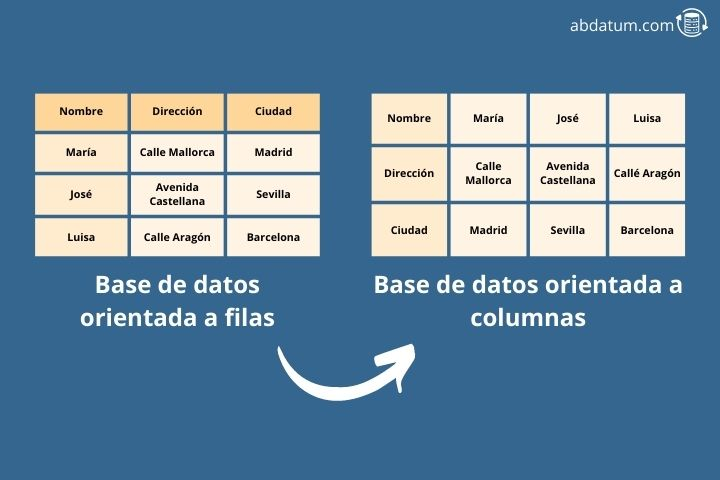 abdatum.com
Nombre Dirección Ciudad
María Calle Mallorca Madrid
José Avenida Castellana Sevilla
Luisa Calle Aragón Barcelona
Base de datos
orientada a filas
Nombre María José Luisa
Dirección Calle Mallorca Avenida Castellana Callé Aragón
Ciudad Madrid Sevilla Barcelona
Base de datos orientada a
columnas